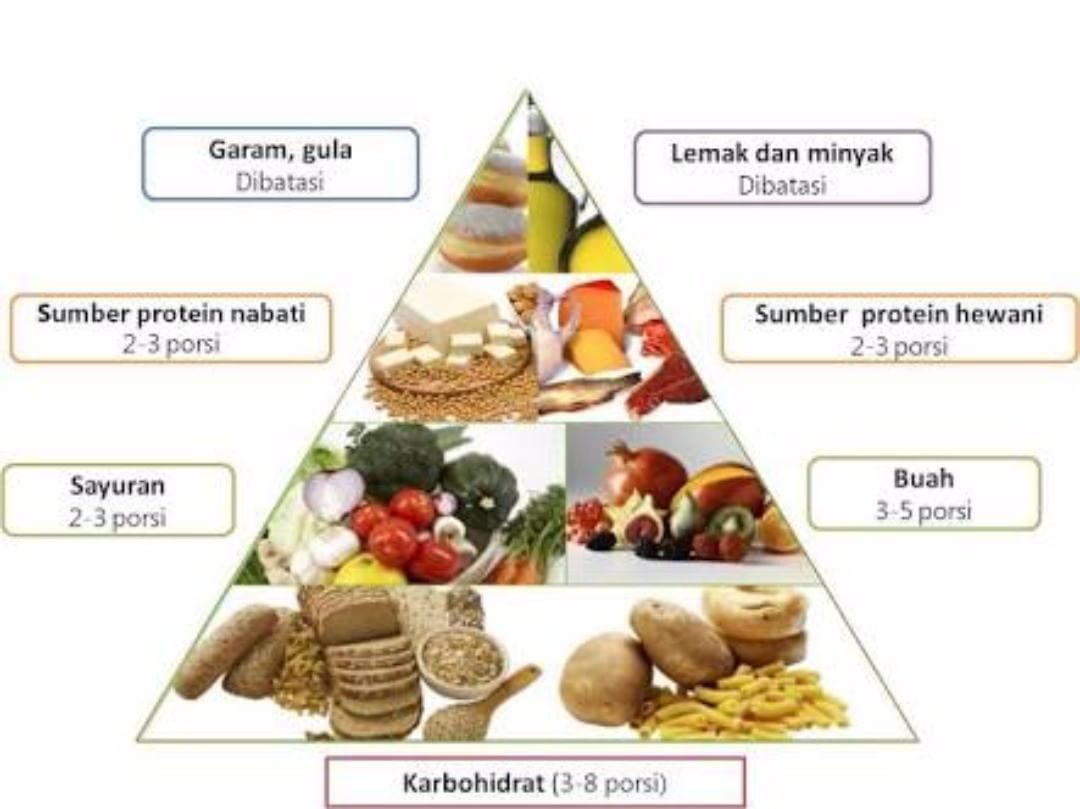 Garam, gula
Dibatasi
Lemak dan minyak
Dibatasi
Sumber protein nabati
2-3 porsi
Sumber protein hewani
2-3 porsi
Sayuran
2-3 porsi
Buah
3-5 porsi
Karbohidrat (3-8 porsi)